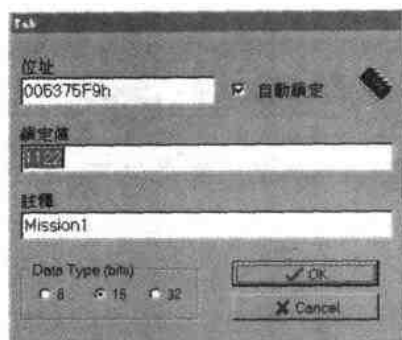 位址
005375F9h
自動鎖定
鎖定值
註釋
Mission1
Data Type (bits)
8 16 32
OK
Cancel